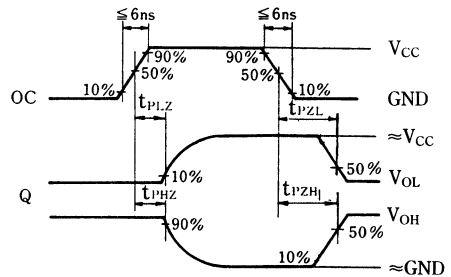 ≦6ns ≦6ns
90% 90% VCC
50% 50%
OC 10% 10% GND
tPLZ tPZL
≈VCC
10% 50%
VOL
Q tPHZ tPZH
VOH
90% 50%
10%
≈GND